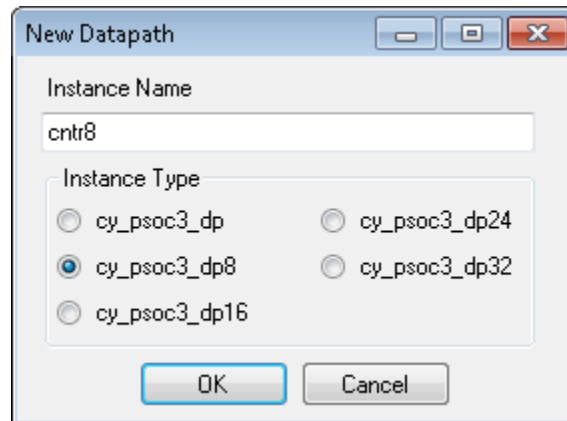 New Datapath
Instance Name
cntr8
Instance Type
cy_psoc3_dp
cy_psoc3_dp24
cy_psoc3_dp8
cy_psoc3_dp32
cy_psoc3_dp16
OK
Cancel